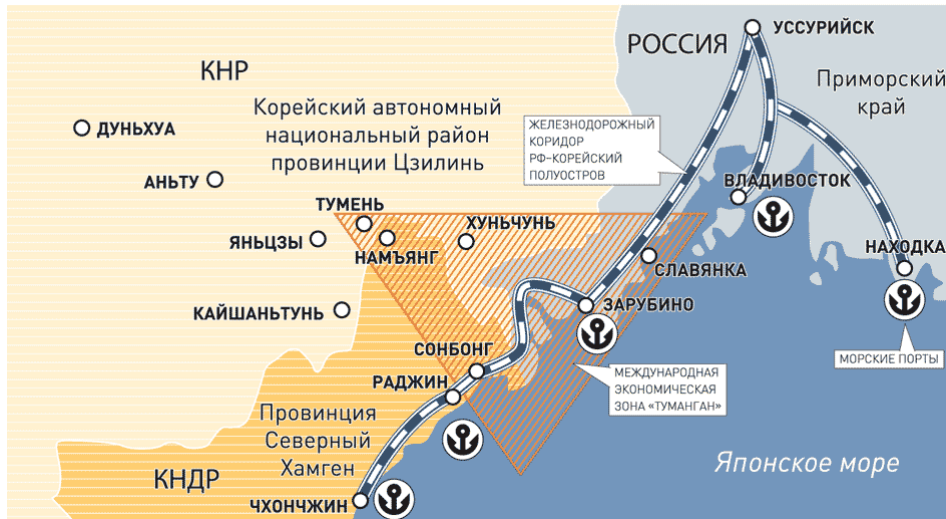 УССУРИЙСК
РОССИЯ
КНР
Приморский
край
Корейский автономный
национальный район
провинции Цзилинь
ДУНЬХУА
ЖЕЛЕЗНОДОРОЖНЫЙ
КОРИДОР
РФ-КОРЕЙСКИЙ
ПОЛУОСТРОВ
АНЬТУ
ВЛАДИВОСТОК
ТУМЕНЬ
ХУНЬЧУНЬ
ЯНЬЦЗЫ
НАМЪЯНГ
НАХОДКА
СЛАВЯНКА
КАЙШАНЬТУНЬ
ЗАРУБИНО
СОНБОНГ
МОРСКИЕ ПОРТЫ
РАДЖИН
МЕЖДУНАРОДНАЯ
ЭКОНОМИЧЕСКАЯ
ЗОНА «ТУМАНГАН»
Провинция
Северный
Хамген
КНДР
Японское море
ЧХОНЧЖИН